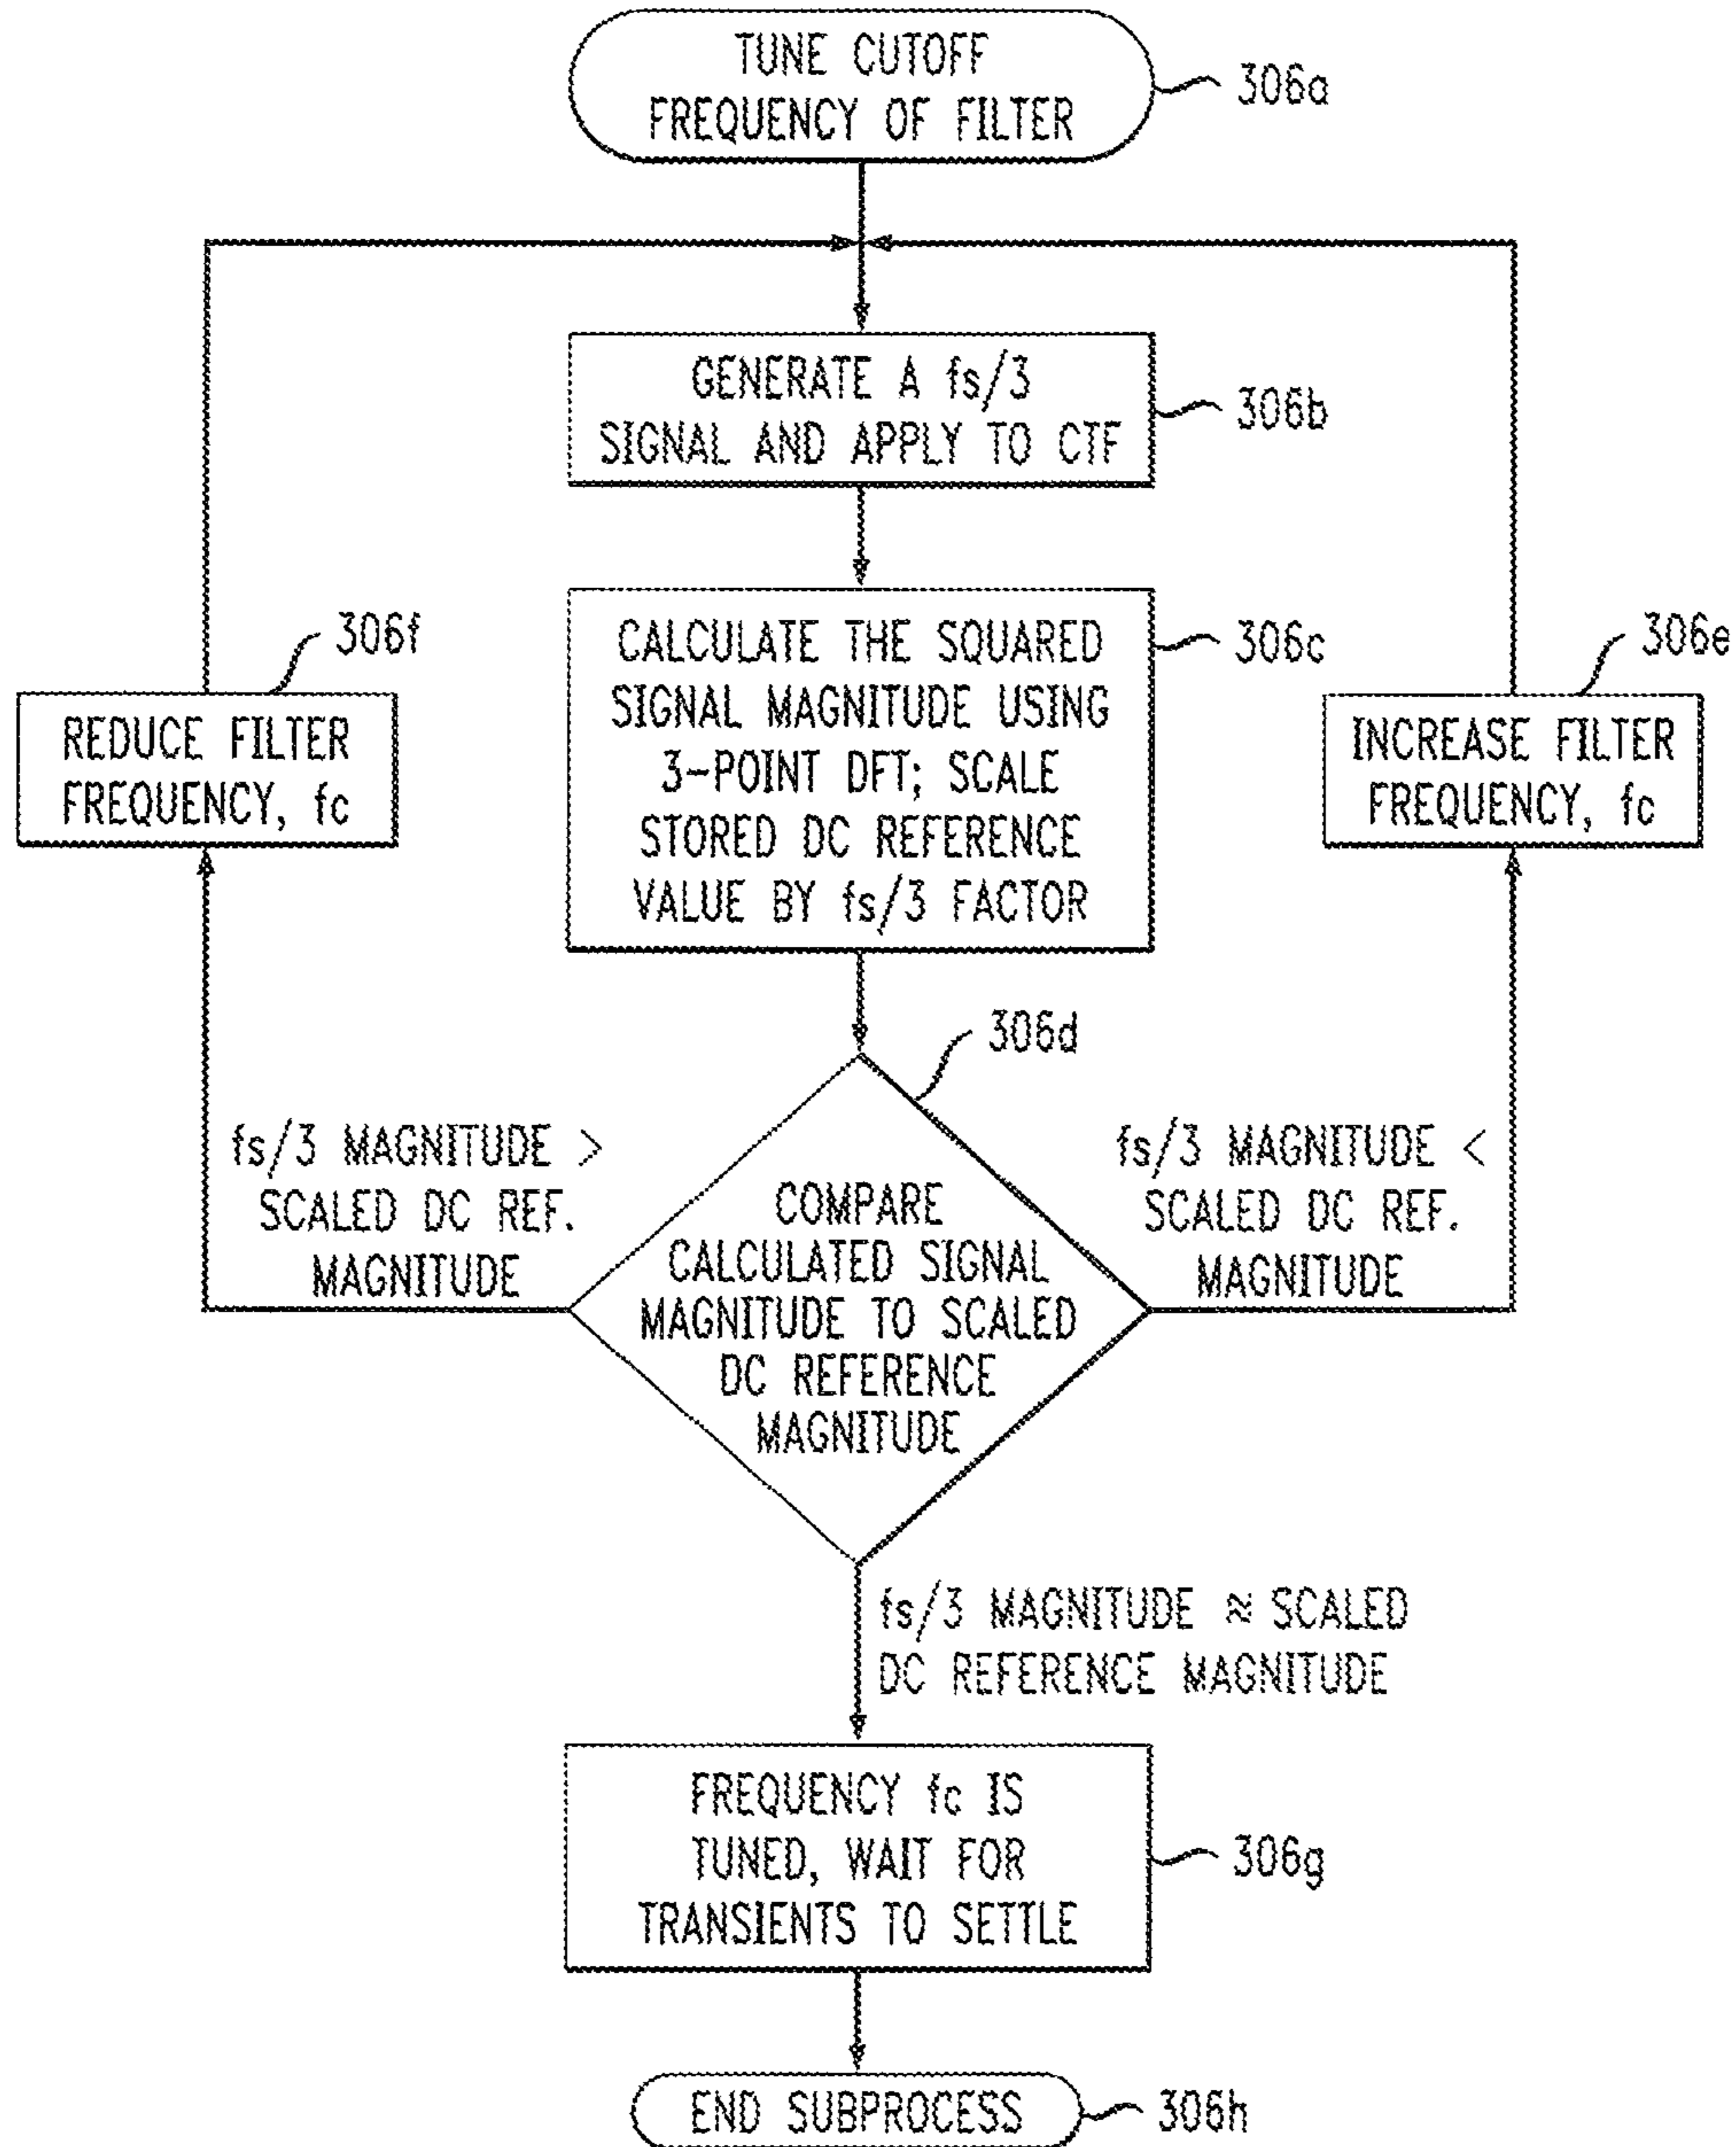 TUNE CUTOFF
FREQUENCY OF FILTER
306a
GENERATE A fs/3
SIGNAL AND APPLY TO CTF
306b
CALCULATE THE SQUARED
SIGNAL MAGNITUDE USING
3-POINT DFT; SCALE
STORED DC REFERENCE
VALUE BY fs/3 FACTOR
306c
306f
REDUCE FILTER
FREQUENCY, fc
306e
INCREASE FILTER
FREQUENCY, fc
306d
fs/3 MAGNITUDE >
SCALED DC REF.
MAGNITUDE
COMPARE
CALCULATED SIGNAL
MAGNITUDE TO SCALED
DC REFERENCE
MAGNITUDE
fs/3 MAGNITUDE <
SCALED DC REF.
MAGNITUDE
fs/3 MAGNITUDE ≈ SCALED
DC REFERENCE MAGNITUDE
FREQUENCY fc IS
TUNED, WAIT FOR
TRANSIENTS TO SETTLE
306g
END SUBPROCESS
306h